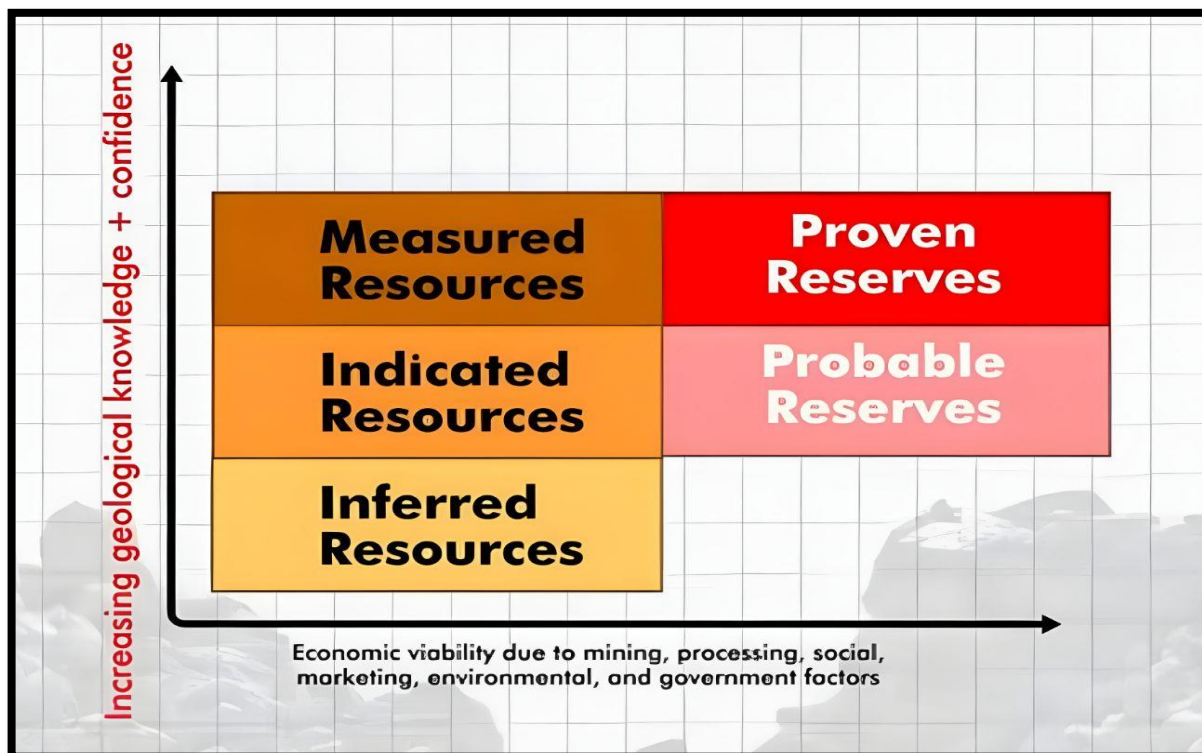 Increasing geological knowledge + confidence
Measured
Resources
Proven
Reserves
Indicated
Resources
Probable
Reserves
Inferred
Resources
Economic viability due to mining, processing, social,
marketing, environmental, and government factors